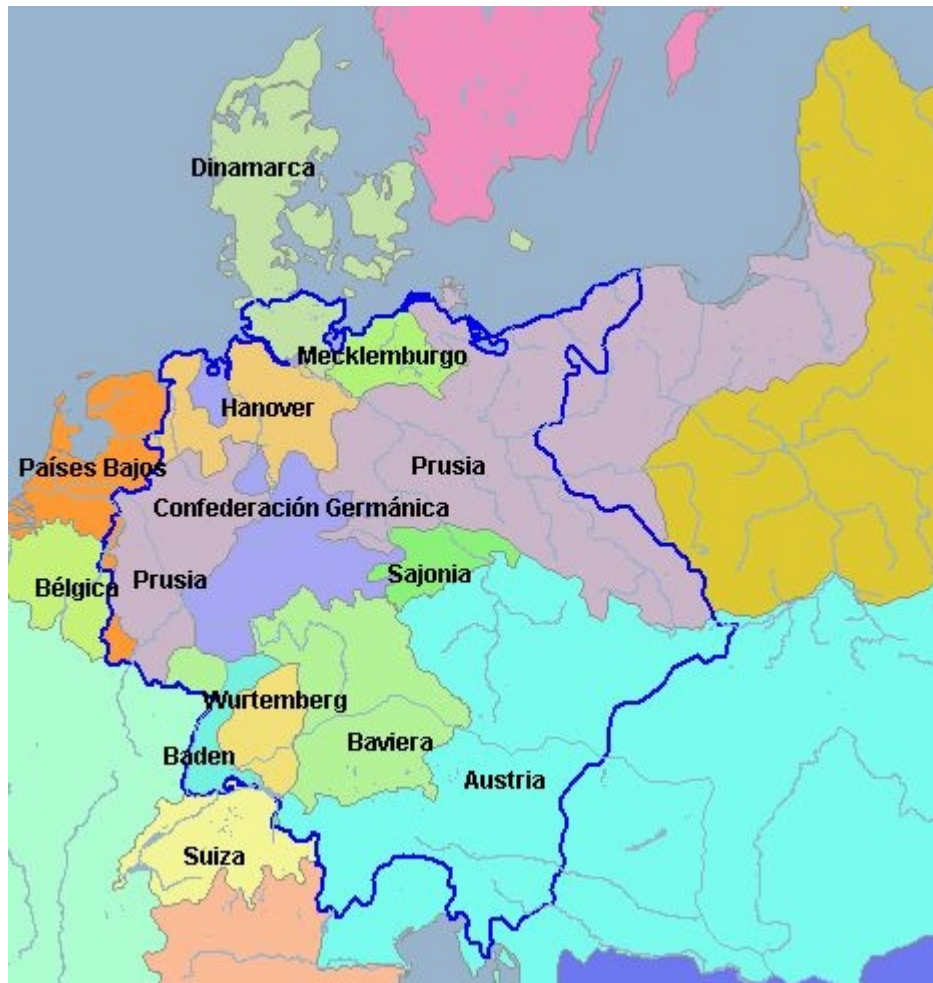 Dinamarca
Mecklemburgo
Hanover
Países Bajos
Prusia
Confederación Germánica
Sajonia
Bélgica
Prusia
Wurtemberg
Baviera
Baden
Austria
Suiza